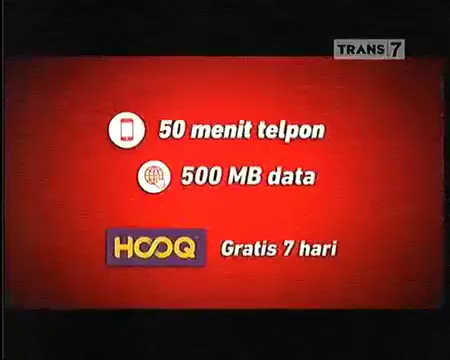 TRANS 7
50 menit telpon
500 MB data
HOOQ Gratis 7 hari